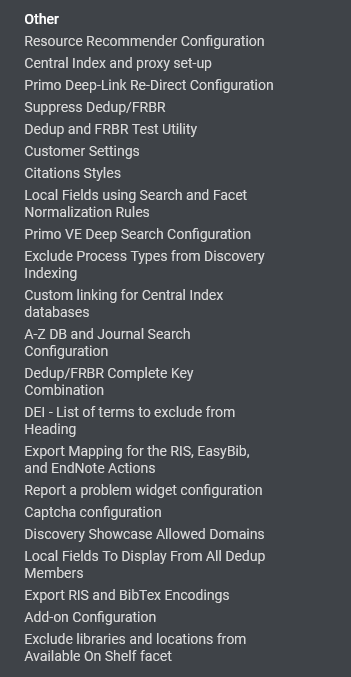 Other
Resource Recommender Configuration
Central Index and proxy set-up
Primo Deep-Link Re-Direct Configuration
Suppress Dedup/FRBR
Dedup and FRBR Test Utility
Customer Settings
Citations Styles
Local Fields using Search and Facet
Normalization Rules
Primo VE Deep Search Configuration
Exclude Process Types from Discovery
Indexing
Custom linking for Central Index
databases
A-Z DB and Journal Search
Configuration
Dedup/FRBR Complete Key
Combination
DEI - List of terms to exclude from
Heading
Export Mapping for the RIS, EasyBib,
and EndNote Actions
Report a problem widget configuration
Captcha configuration
Discovery Showcase Allowed Domains
Local Fields To Display From All Dedup
Members
Export RIS and BibTex Encodings
Add-on Configuration
Exclude libraries and locations from
Available On Shelf facet